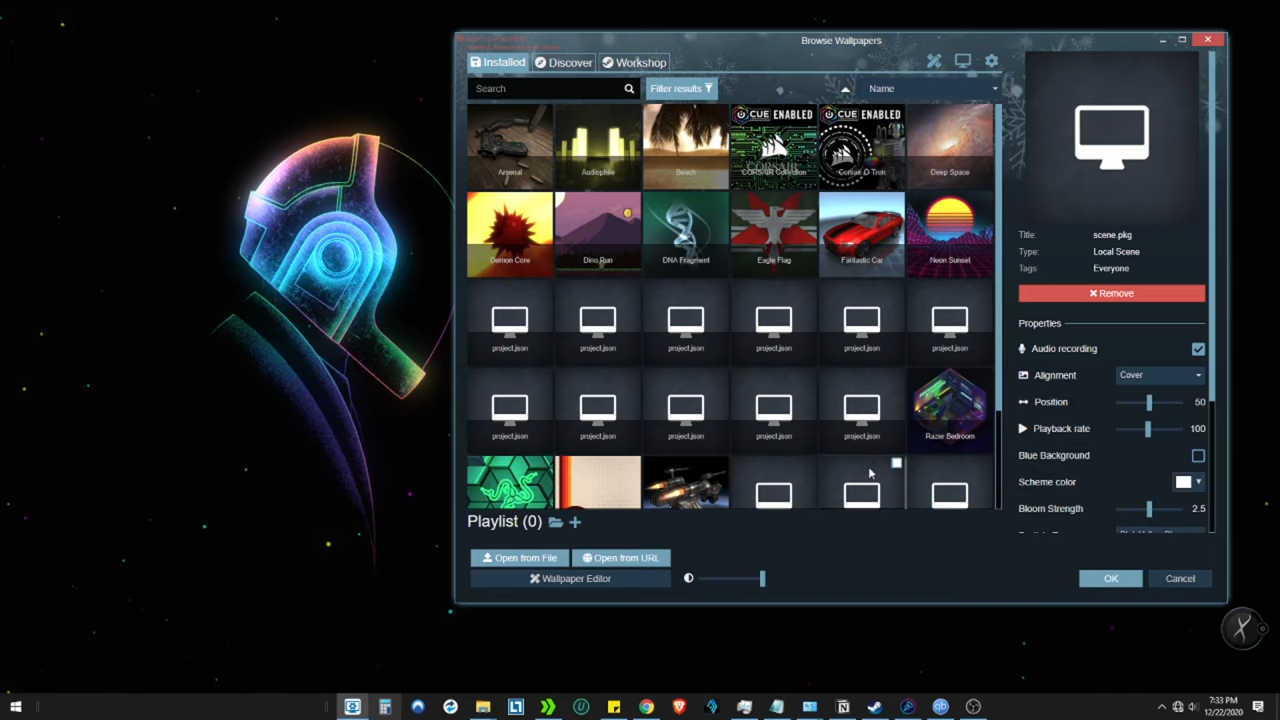 Browse Wallpapers
Installed
Discover
Workshop
Search
Filter results
Name
CUE ENABLED
CUE ENABLED
Arsenal
Audiophile
Beach
CORSAIR Collection
Corsair-D-Tron
Deep Space
Demon Core
Dino Run
DNA Fragment
Eagle Flag
Fantastic Car
Neon Sunset
project.json
project.json
project.json
project.json
project.json
project.json
project.json
project.json
project.json
project.json
project.json
Razer Bedroom
Playlist (0)
Open from File
Open from URL
Wallpaper Editor
Title: scene.pkg
Type: Local Scene
Tags: Everyone
Remove
Properties
Audio recording
Alignment Cover
Position 50
Playback rate 100
Blue Background
Scheme color
Bloom Strength 2.5
OK
Cancel
7:33 PM
12/22/2020